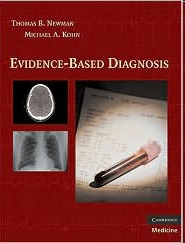 THOMAS B. NEWMAN
MICHAEL A. KOHN
EVIDENCE-BASED DIAGNOSIS
CAMBRIDGE
Medicine